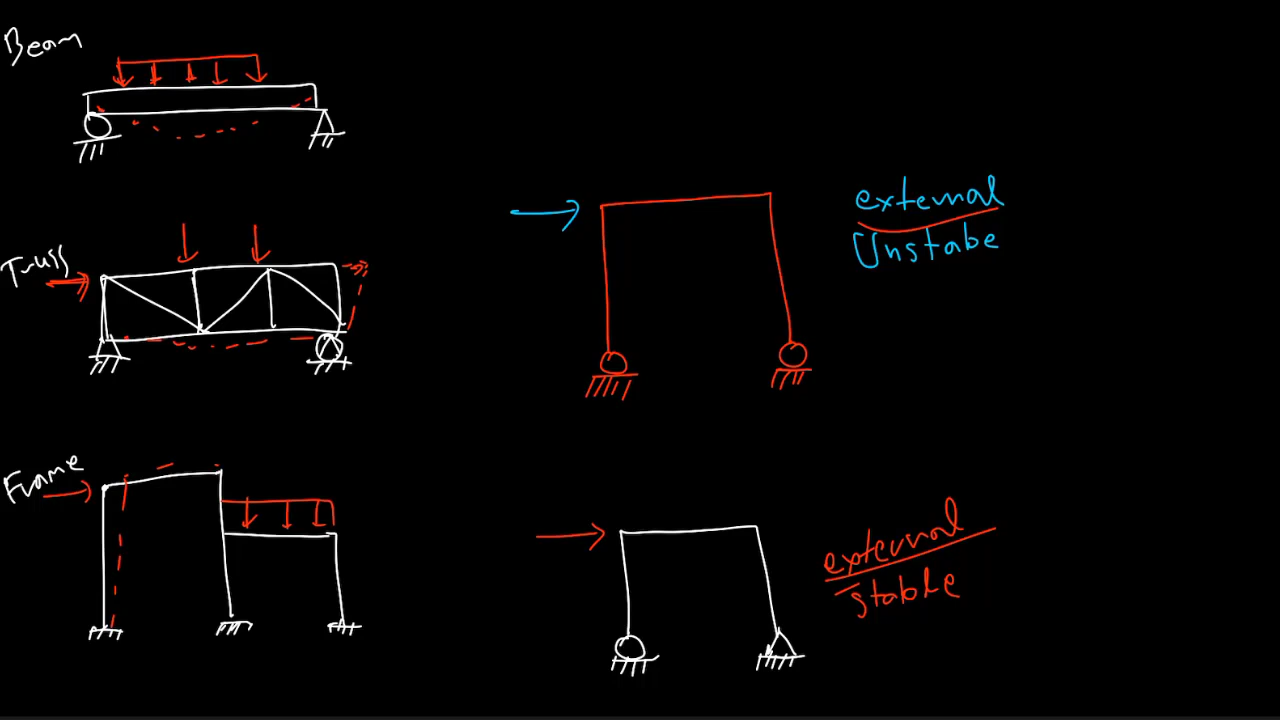 Beam
Truss
Frame
external
Unstabe
external
stable